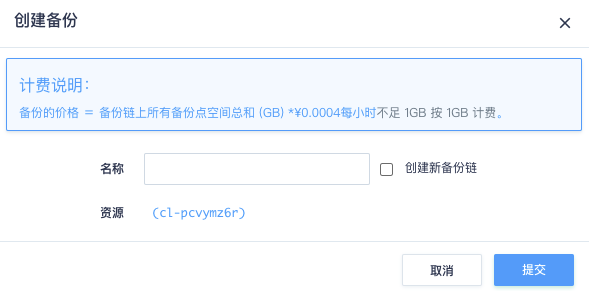 创建备份
计费说明：
备份的价格 = 备份链上所有备份点空间总和 (GB) *¥0.0004每小时不足 1GB 按 1GB 计费。
名称 创建新备份链
资源 (cl-pcvymz6r)
取消 提交